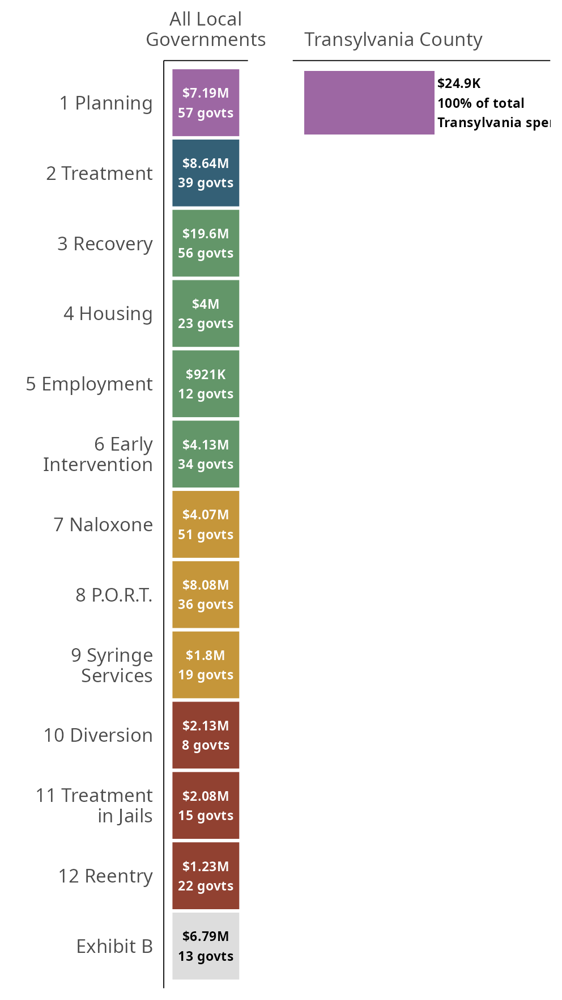 All Local
Governments
Transylvania County
1 Planning
$7.19M
57 govts
$24.9K
100% of total
Transylvania
2 Treatment
$8.64M
39 govts
3 Recovery
$19.6M
56 govts
4 Housing
$4M
23 govts
5 Employment
$921K
12 govts
6 Early
Intervention
$4.13M
34 govts
7 Naloxone
$4.07M
51 govts
8 P.O.R.T.
$8.08M
36 govts
9 Syringe
Services
$1.8M
19 govts
10 Diversion
$2.13M
8 govts
11 Treatment
in Jails
$2.08M
15 govts
12 Reentry
$1.23M
22 govts
Exhibit B
$6.79M
13 govts